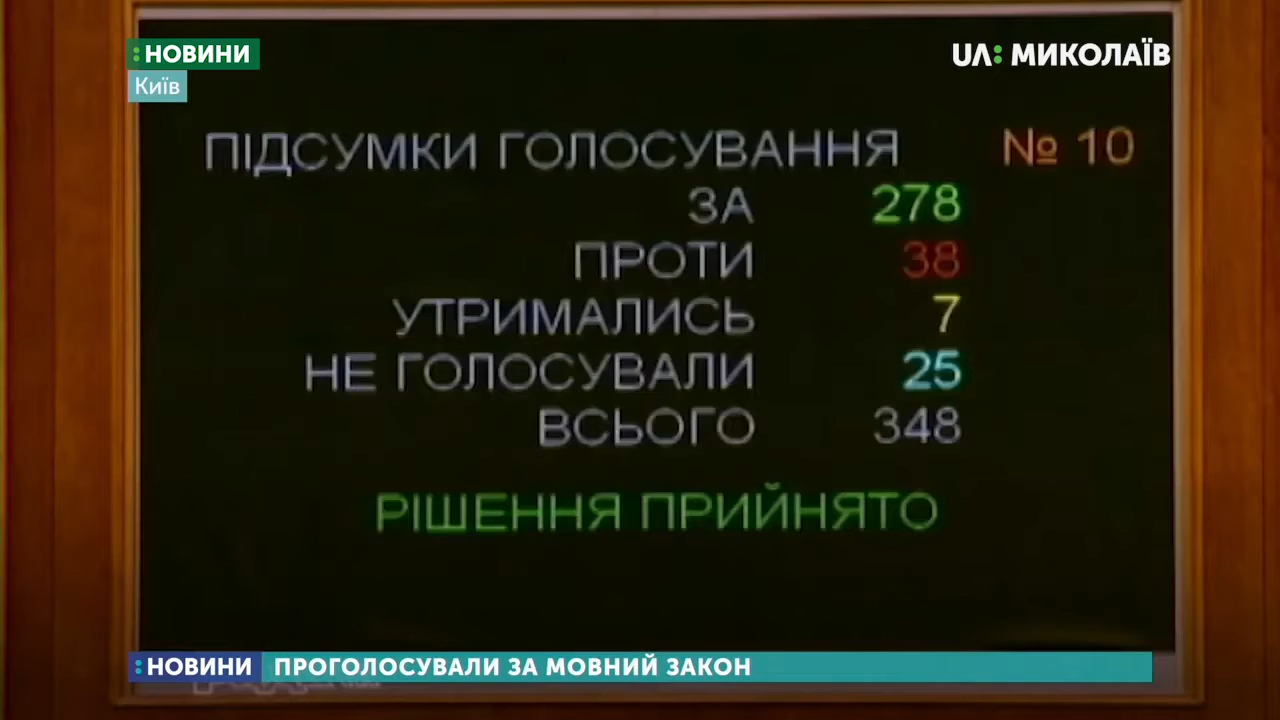 :НОВИНИ
UA: МИКОЛАЇВ
Київ
ПІДСУМКИ ГОЛОСУВАННЯ № 10
ЗА 278
ПРОТИ 38
УТРИМАЛИСЬ 7
НЕ ГОЛОСУВАЛИ 25
ВСЬОГО 348
РІШЕННЯ ПРИЙНЯТО
:НОВИНИ ПРОГОЛОСУВАЛИ ЗА МОВНИЙ ЗАКОН